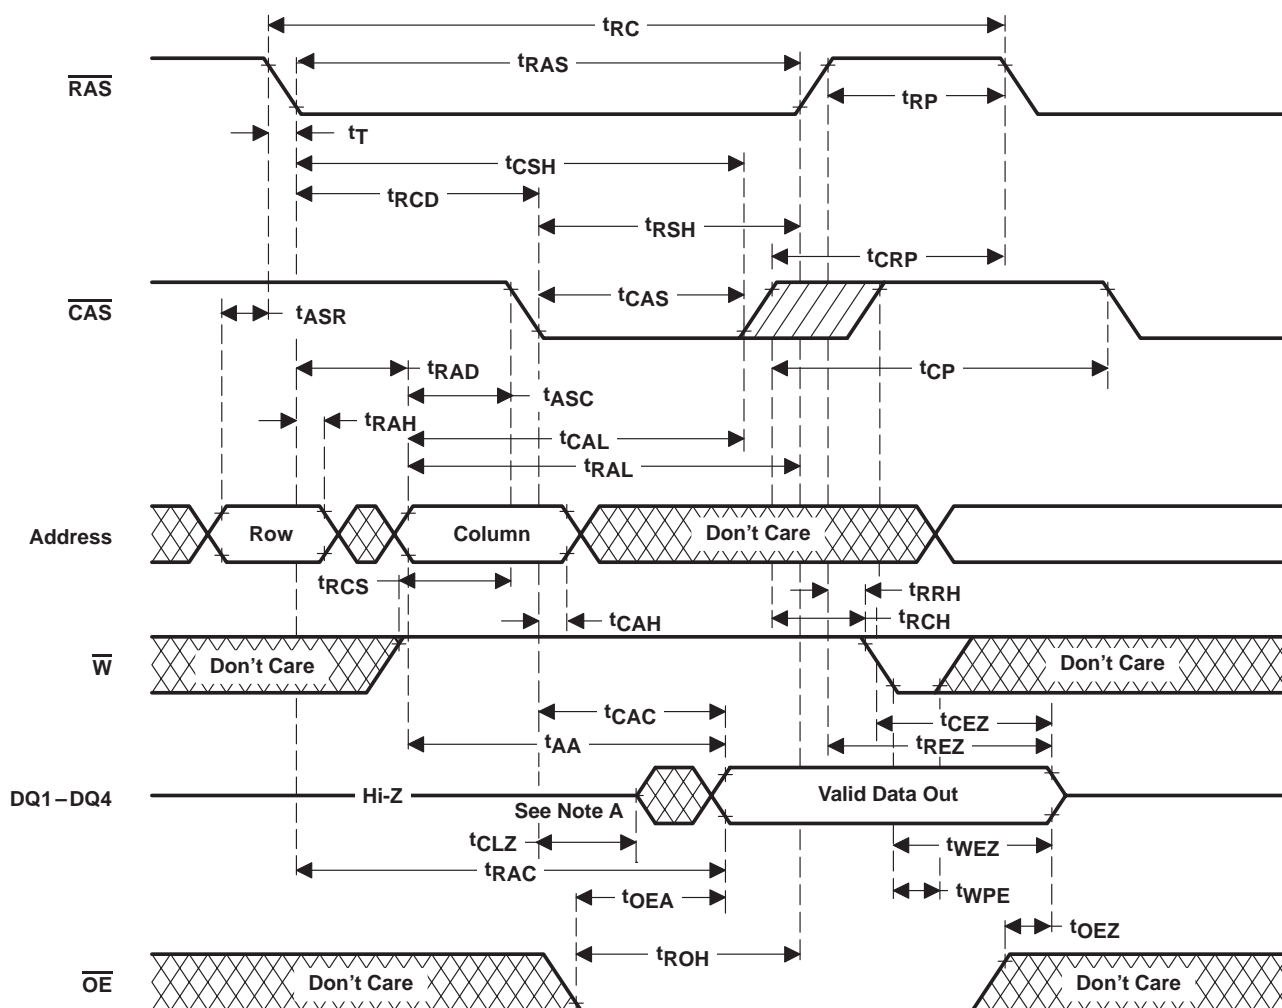 tRC
RAS
tRAS
tRP
tT
tCSH
tRCD
tRSH
tCRP
CAS
tCAS
tASR
tRAD
tCP
tASC
tRAH
tCAL
tRAL
Address
Row
Column
Don't Care
tRCS
tRRH
tCAH
tRCH
W
Don't Care
Don't Care
tCAC
tCEZ
tAA
tREZ
DQ1–DQ4
Hi-Z
Valid Data Out
See Note A
tCLZ
tWEZ
tRAC
tOEA
tWPE
tOEZ
tROH
OE
Don't Care
Don't Care